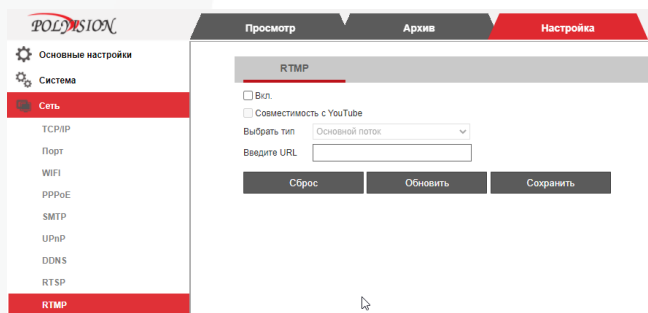 POLYVISION
Просмотр
Архив
Настройка
Основные настройки
Система
Сеть
TCP/IP
Порт
WIFI
PPPoE
SMTP
UPnP
DDNS
RTSP
RTMP
RTMP
Вкл.
Совместимость с YouTube
Выбрать тип Основной поток
Введите URL
Сброс Обновить Сохранить